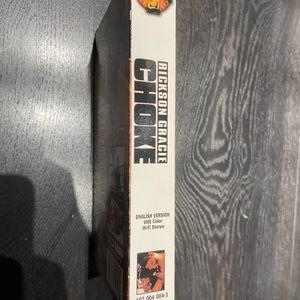 RICKSON GRACIE
CHOKE
ENGLISH VERSION
VHS Color
Hi-Fi Stereo